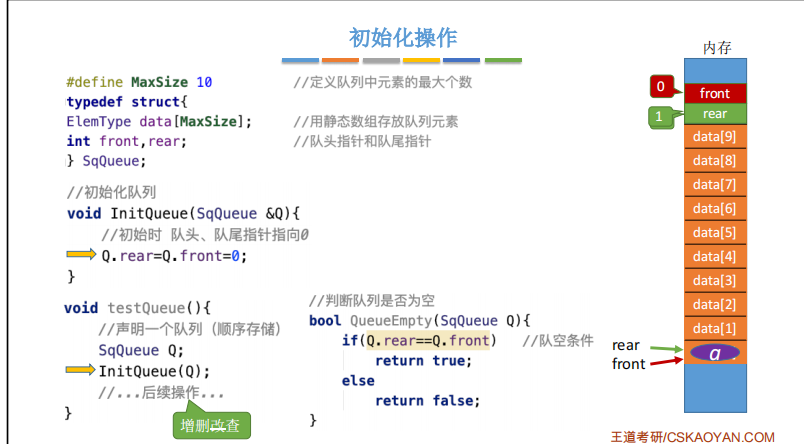 初始化操作
#define MaxSize 10 //定义队列中元素的最大个数
typedef struct{
ElemType data[MaxSize]; //用静态数组存放队列元素
int front,rear; //队头指针和队尾指针
} SqQueue;
//初始化队列
void InitQueue(SqQueue &Q){
//初始时 队头、队尾指针指向0
Q.rear=Q.front=0;
}
void testQueue(){
//声明一个队列（顺序存储）
SqQueue Q;
InitQueue(Q);
//...后续操作...
}
增删改查
//判断队列是否为空
bool QueueEmpty(SqQueue Q){
if(Q.rear==Q.front) //队空条件
return true;
else
return false;
}
内存
0
front
1
rear
data[9]
data[8]
data[7]
data[6]
data[5]
data[4]
data[3]
data[2]
data[1]
a
rear
front
王道考研/CSKAOYAN.COM